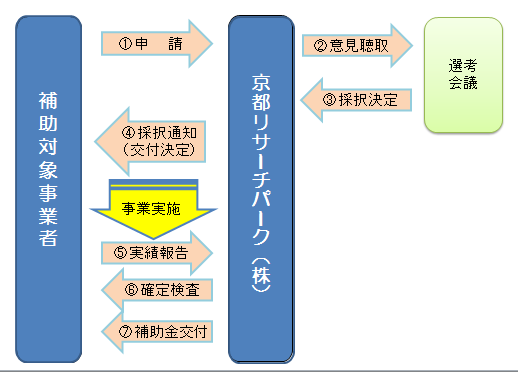 ①申　請
②意見聴取
選考
会議
③採択決定
④採択通知
(交付決定)
事業実施
⑤実績報告
⑥確定検査
⑦補助金交付
補助対象事業者
京都リサーチパーク(株)